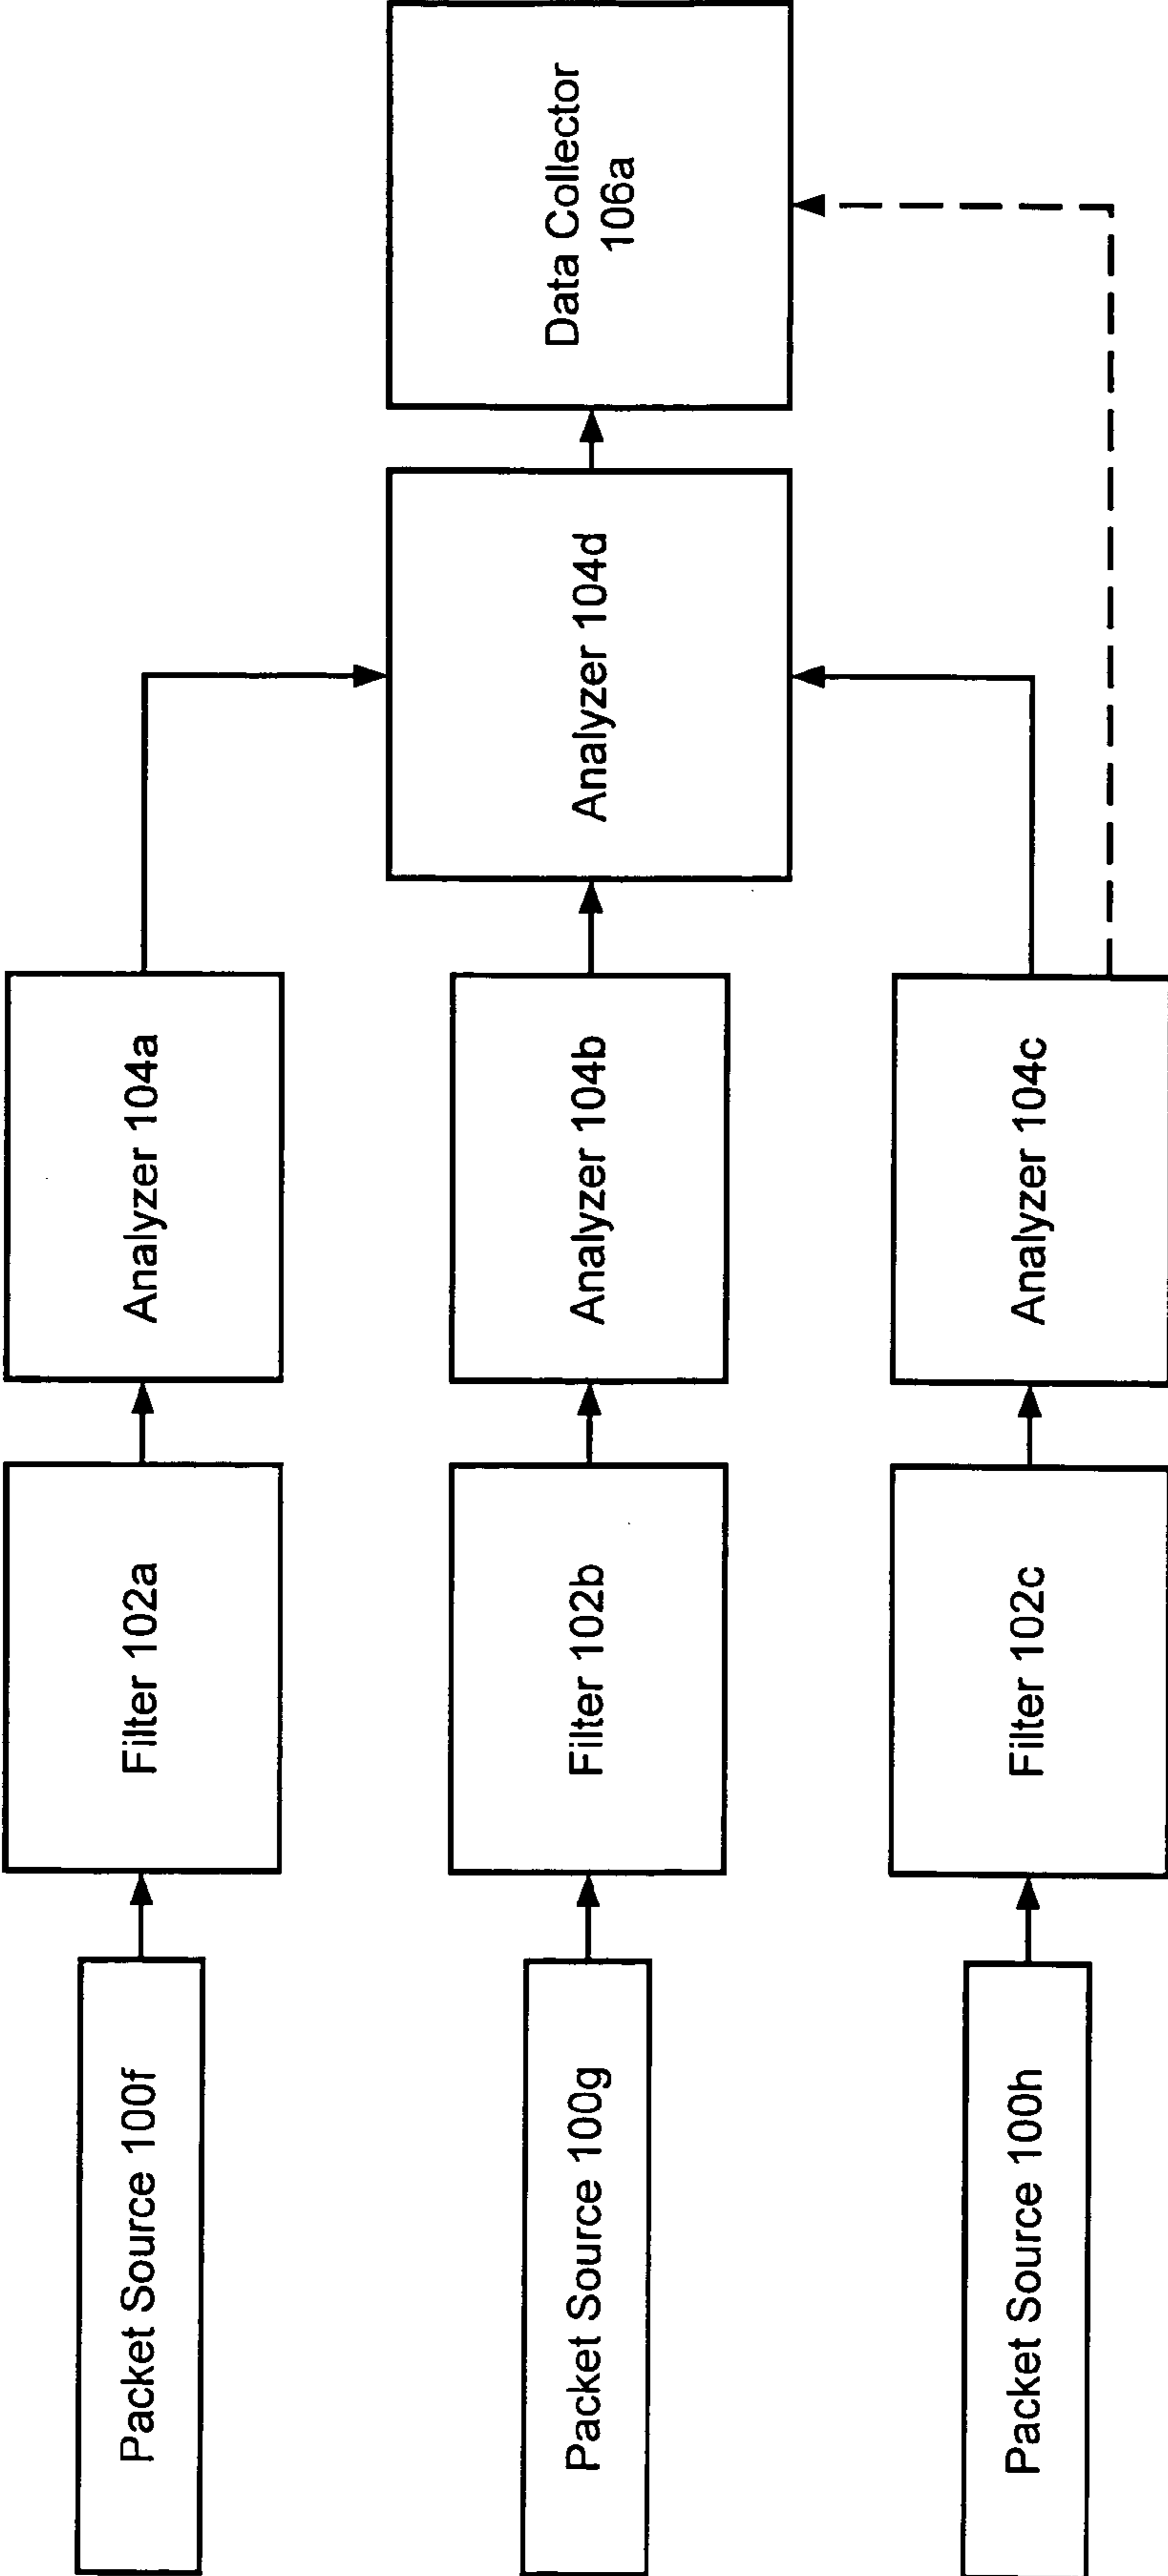 Packet Source 100f
Filter 102a
Analyzer 104a
Packet Source 100g
Filter 102b
Analyzer 104b
Analyzer 104d
Data Collector
106a
Packet Source 100h
Filter 102c
Analyzer 104c